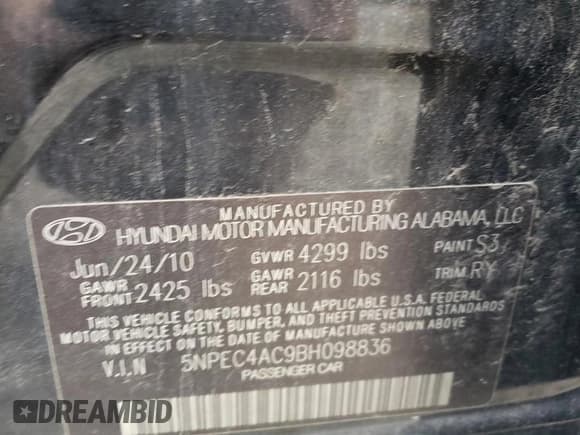 MANUFACTURED BY
HYUNDAI MOTOR MANUFACTURING ALABAMA, LLC
Jun/24/10 GVWR 4299 lbs PAINT S3
GAWR FRONT 2425 lbs GAWR REAR 2116 lbs TRIM RY
THIS VEHICLE CONFORMS TO ALL APPLICABLE U.S.A. FEDERAL
MOTOR VEHICLE SAFETY, BUMPER, AND THEFT PREVENTION STANDARDS
IN EFFECT ON THE DATE OF MANUFACTURE SHOWN ABOVE.
V.I.N 5NPEC4AC9BH098836
PASSENGER CAR
DREAMBID